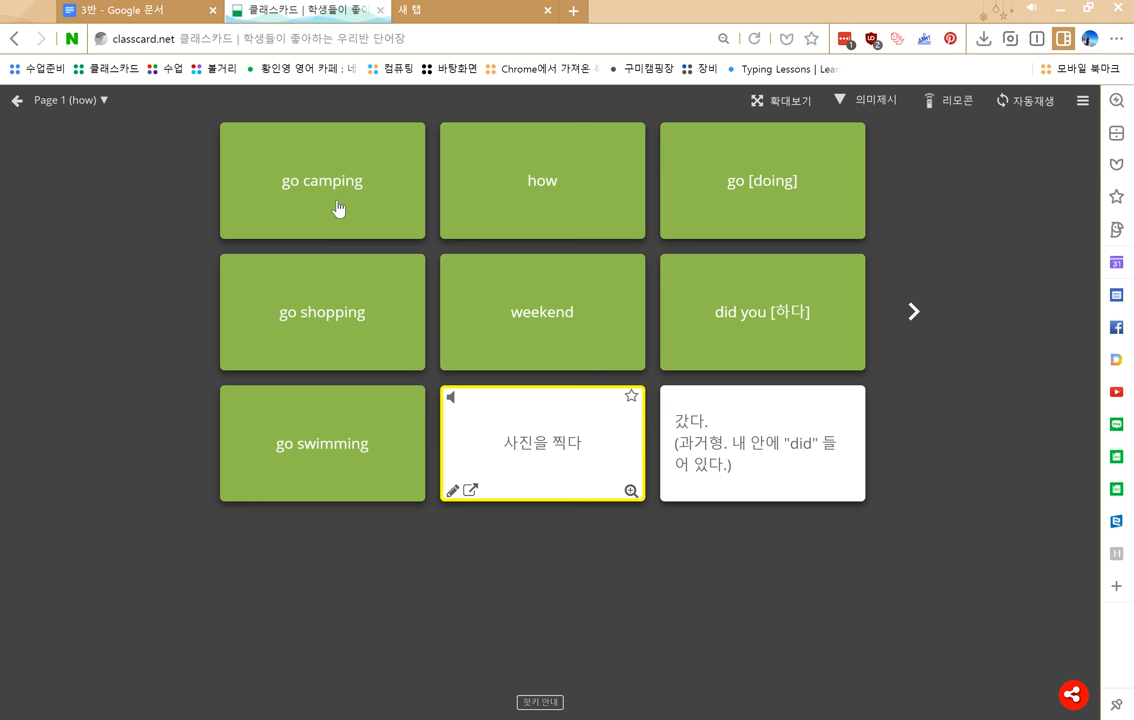 3반 - Google 문서
클래스카드 | 학생들이 좋아
새 탭
classcard.net 클래스카드 | 학생들이 좋아하는 우리반 단어장
수업준비 클래스카드 수업 볼거리 황인영 영어 카페 : 네 컴퓨팅 바탕화면 Chrome에서 가져온 구미캠핑장 장비 Typing Lessons | Lear 모바일 북마크
Page 1 (how) ▼
확대보기 의미제시 리모콘 자동재생
go camping
how
go [doing]
go shopping
weekend
did you [하다]
go swimming
사진을 찍다
갔다.
(과거형. 내 안에 "did" 들
어 있다.)
핫키 안내